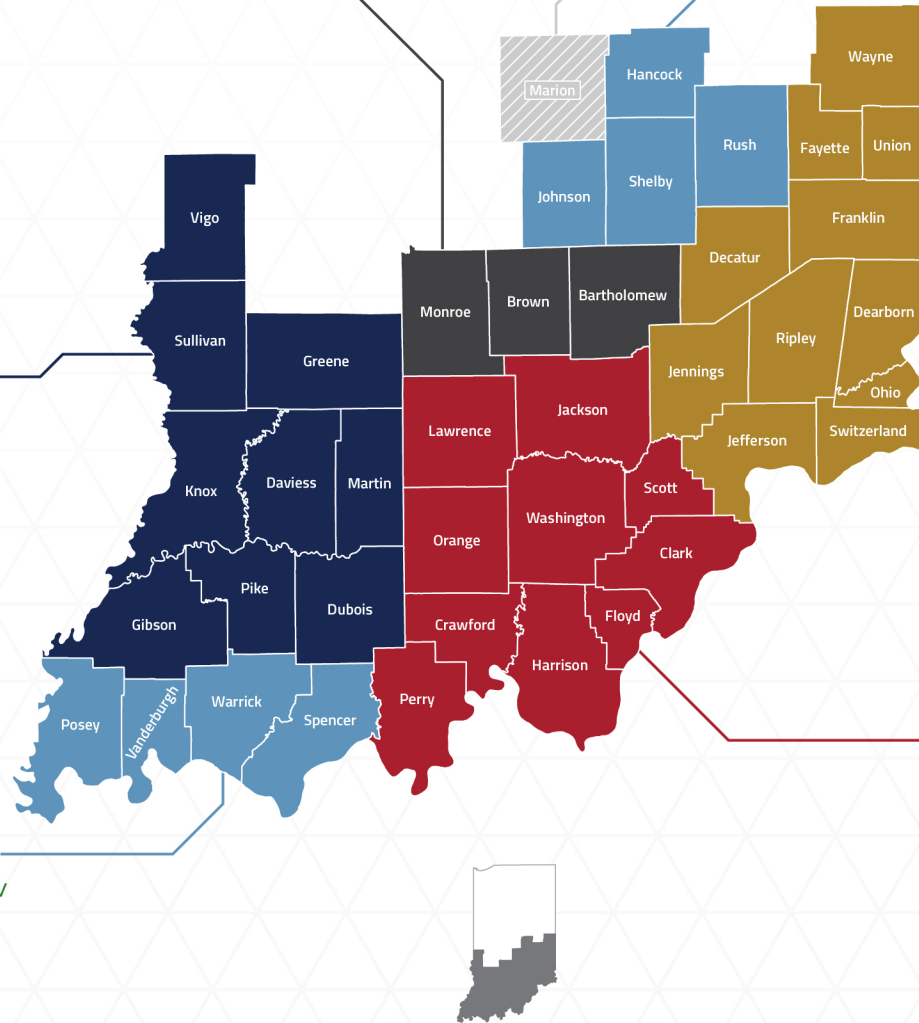 Wayne
Hancock
Marion
Rush
Fayette
Union
Shelby
Johnson
Vigo
Franklin
Decatur
Bartholomew
Brown
Monroe
Dearborn
Ripley
Sullivan
Greene
Jennings
Ohio
Jackson
Lawrence
Jefferson
Switzerland
Daviess
Martin
Knox
Scott
Washington
Orange
Clark
Pike
Dubois
Floyd
Gibson
Crawford
Harrison
Perry
Warrick
Spencer
Posey
Vanderburgh